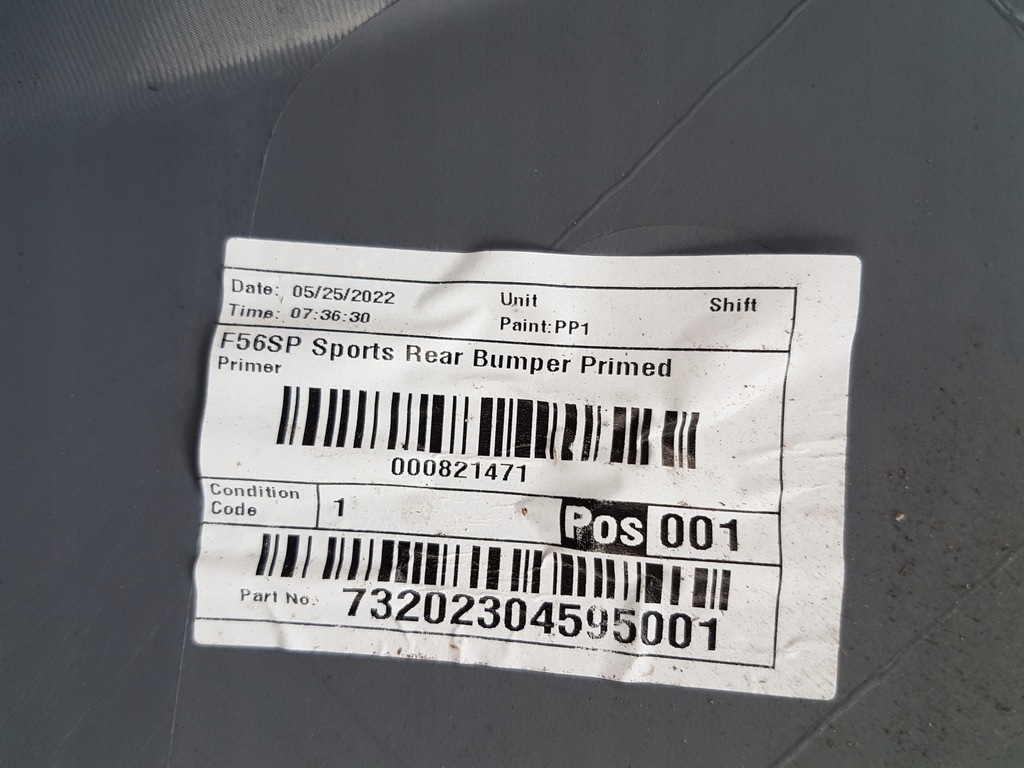 Date: 05/25/2022 Unit Shift
Time: 07:36:30 Paint:PP1
F56SP Sports Rear Bumper Primed
Primer
000821471
Condition
Code 1 Pos 001
Part No. 73202304595001